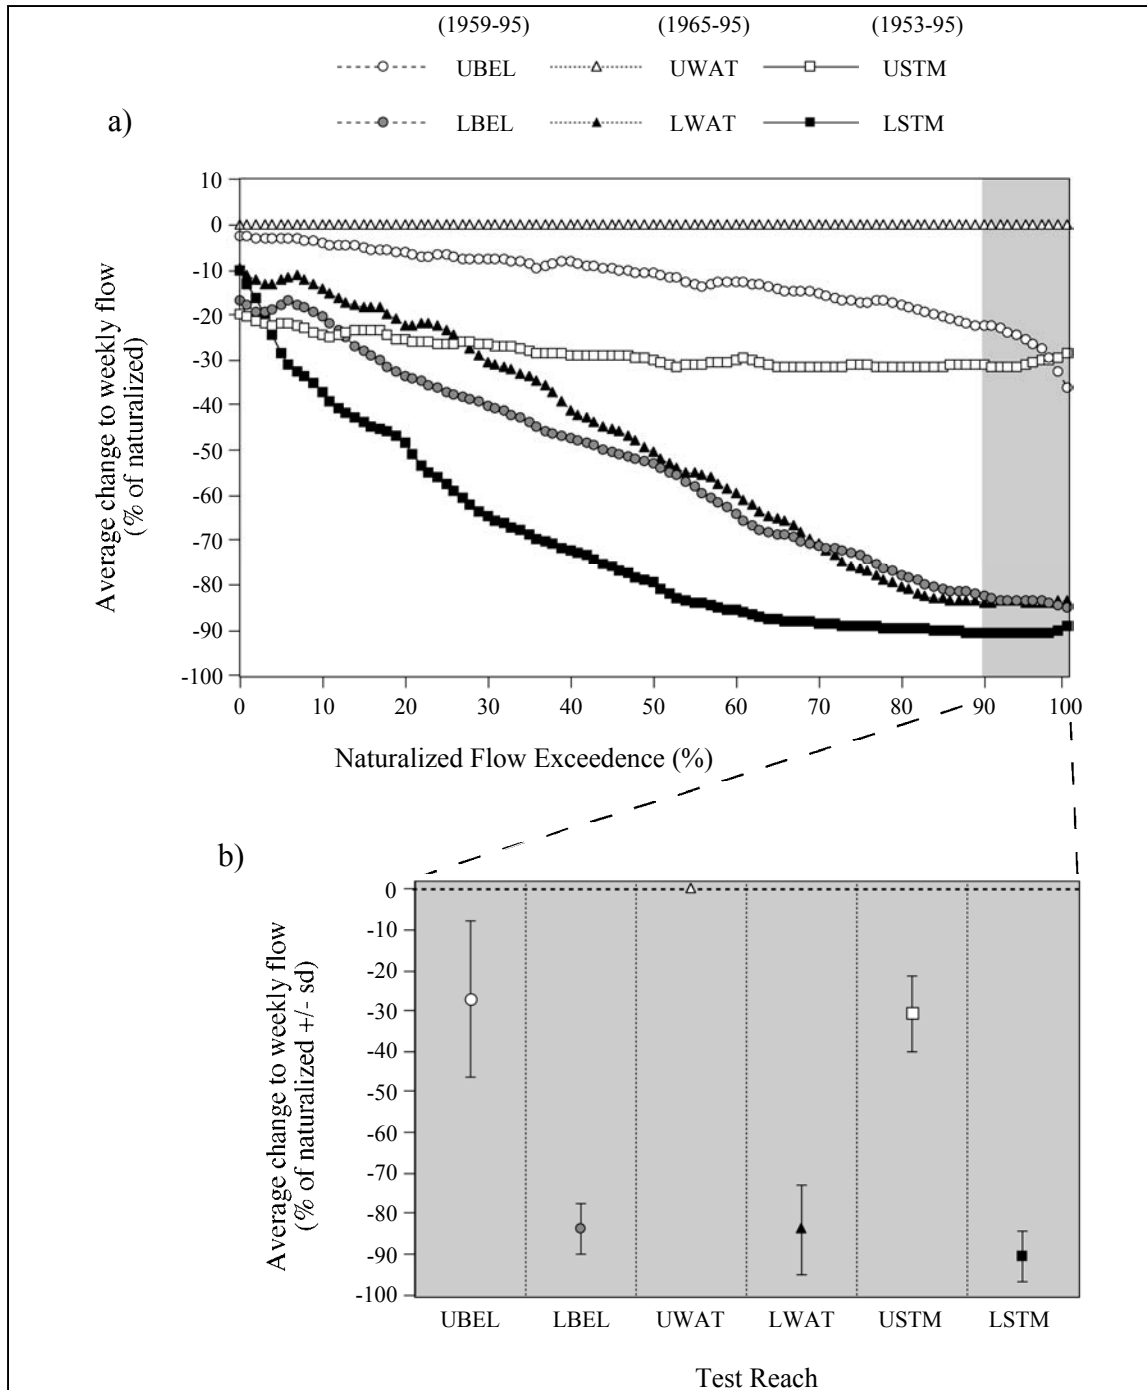 (1959-95) (1965-95) (1953-95)
UBEL UWAT USTM
LBEL LWAT LSTM
a)
10
0
-10
-20
-30
-40
-50
-60
-70
-80
-90
-100
Average change to weekly flow
(% of naturalized)
0 10 20 30 40 50 60 70 80 90 100
Naturalized Flow Exceedence (%)
b)
0
-10
-20
-30
-40
-50
-60
-70
-80
-90
-100
Average change to weekly flow
(% of naturalized +/- sd)
UBEL LBEL UWAT LWAT USTM LSTM
Test Reach